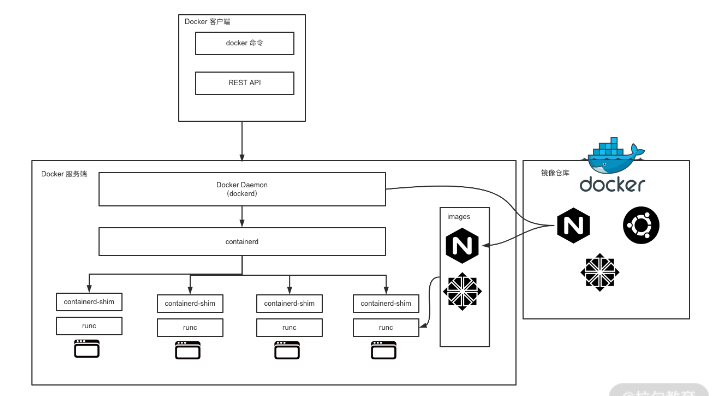 Docker 客户端
docker 命令
REST API
Docker 服务端
Docker Daemon
(dockerd)
containerd
containerd-shim
runc
containerd-shim
runc
containerd-shim
runc
containerd-shim
runc
images
N
镜像仓库
docker
N